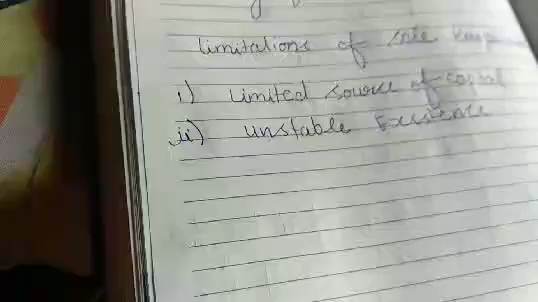 limitations of sole
i) limited source of capital
ii) unstable Existence